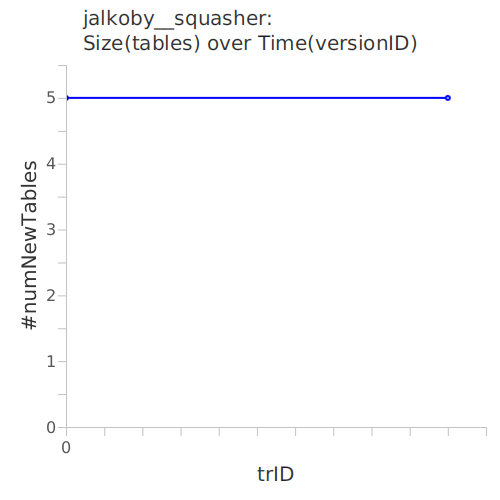 jalkoby__squasher:
Size(tables) over Time(versionID)
#numNewTables
5
4
3
2
1
0
0
trID